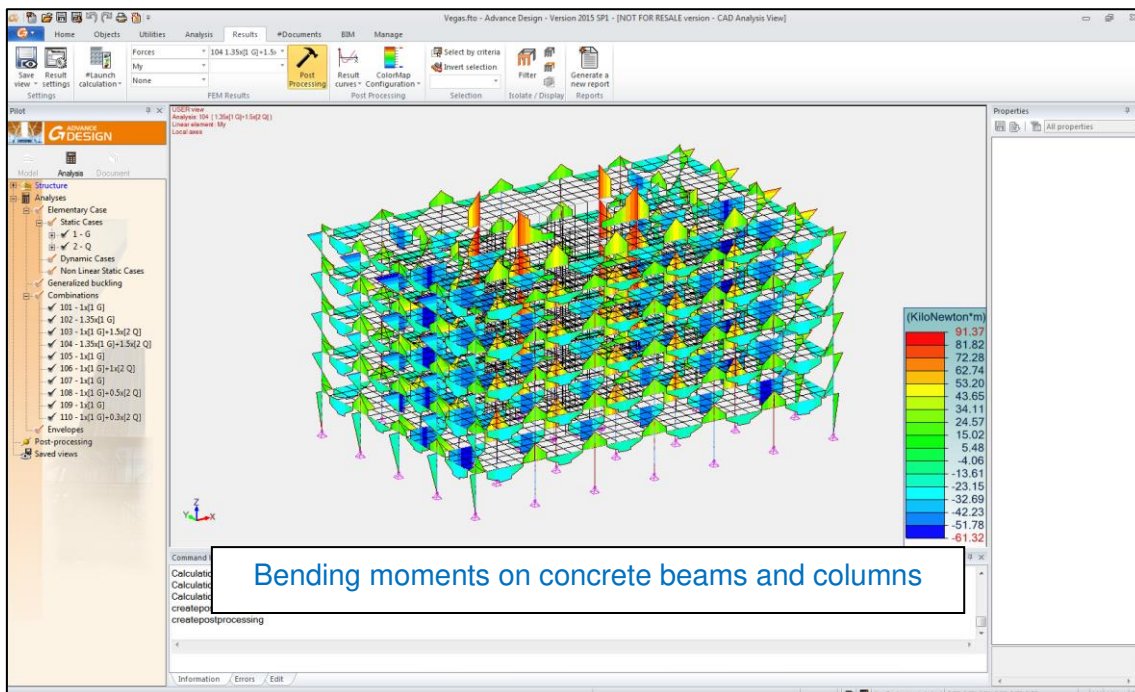 Vegas.fto - Advance Design - Version 2015 SP1 - [NOT FOR RESALE version - CAD Analysis View]
Home Objects Utilities Analysis Results #Documents BIM Manage
Save view Result settings
Settings
#Launch calculation
Forces
My
None
104 1.35x[1 G]+1.5x
Post Processing
FEM Results
Result curves ColorMap Configuration
Post Processing
Select by criteria
Invert selection
Selection
Filter
Isolate / Display
Generate a new report
Reports
Pilot
ADVANCE
DESIGN
Model Analysis Document
Structure
Analyses
Elementary Case
Static Cases
1 - G
2 - Q
Dynamic Cases
Non Linear Static Cases
Generalized buckling
Combinations
101 - 1x[1 G]
102 - 1.35x[1 G]
103 - 1x[1 G]+1.5x[2 Q]
104 - 1.35x[1 G]+1.5x[2 Q]
105 - 1x[1 G]
106 - 1x[1 G]+1x[2 Q]
107 - 1x[1 G]
108 - 1x[1 G]+0.5x[2 Q]
109 - 1x[1 G]
110 - 1x[1 G]+0.3x[2 Q]
Envelopes
Post-processing
Saved views
USER view
Analysis: 104 ( 1.35x[1 G]+1.5x[2 Q])
Linear element : My
Local axes
Z
Y
X
(KiloNewton*m)
91.37
81.82
72.28
62.74
53.20
43.65
34.11
24.57
15.02
5.48
-4.06
-13.61
-23.15
-32.69
-42.23
-51.78
-61.32
Properties
All properties
Command
Calculatio
Calculatio
Calculatio
createpos
createpostprocessing
Bending moments on concrete beams and columns
Information Errors Edit